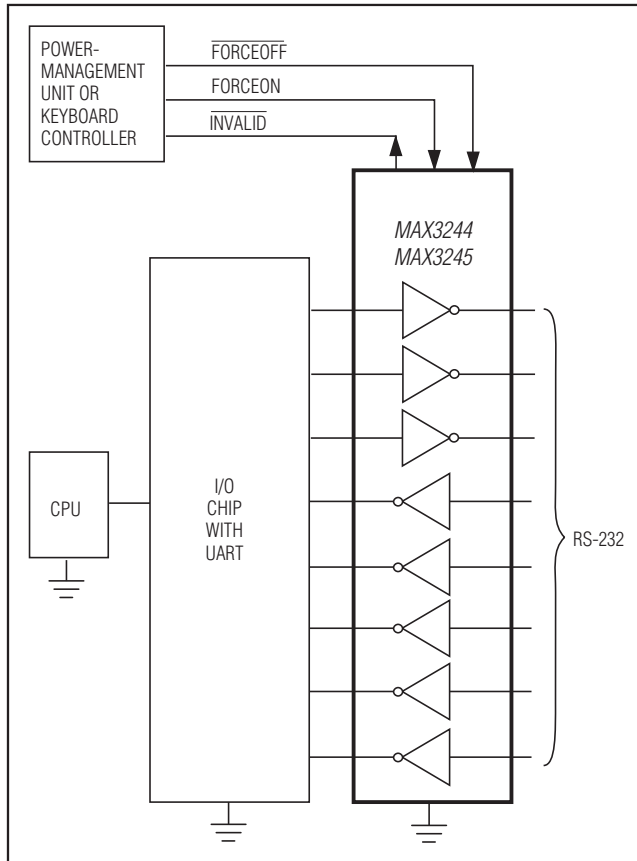 POWER-
MANAGEMENT
UNIT OR
KEYBOARD
CONTROLLER
FORCEOFF
FORCEON
INVALID
MAX3244
MAX3245
CPU
I/O
CHIP
WITH
UART
RS-232